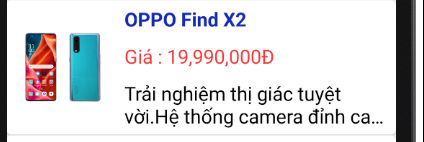 OPPO Find X2
Giá : 19,990,000Đ
Trải nghiệm thị giác tuyệt
vời.Hệ thống camera đỉnh ca...